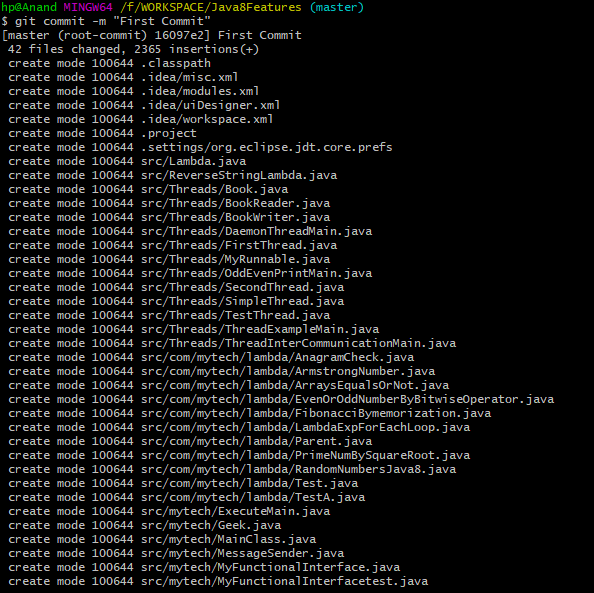 hp@Anand MINGW64 /f/WORKSPACE/Java8Features (master)
$ git commit -m "First Commit"
[master (root-commit) 16097e2] First Commit
 42 files changed, 2365 insertions(+)
 create mode 100644 .classpath
 create mode 100644 .idea/misc.xml
 create mode 100644 .idea/modules.xml
 create mode 100644 .idea/uiDesigner.xml
 create mode 100644 .idea/workspace.xml
 create mode 100644 .project
 create mode 100644 .settings/org.eclipse.jdt.core.prefs
 create mode 100644 src/Lambda.java
 create mode 100644 src/ReverseStringLambda.java
 create mode 100644 src/Threads/Book.java
 create mode 100644 src/Threads/BookReader.java
 create mode 100644 src/Threads/BookWriter.java
 create mode 100644 src/Threads/DaemonThreadMain.java
 create mode 100644 src/Threads/FirstThread.java
 create mode 100644 src/Threads/MyRunnable.java
 create mode 100644 src/Threads/OddEvenPrintMain.java
 create mode 100644 src/Threads/SecondThread.java
 create mode 100644 src/Threads/SimpleThread.java
 create mode 100644 src/Threads/TestThread.java
 create mode 100644 src/Threads/ThreadExampleMain.java
 create mode 100644 src/Threads/ThreadInterCommunicationMain.java
 create mode 100644 src/com/mytech/lambda/AnagramCheck.java
 create mode 100644 src/com/mytech/lambda/ArmstrongNumber.java
 create mode 100644 src/com/mytech/lambda/ArraysEqualsOrNot.java
 create mode 100644 src/com/mytech/lambda/EvenOrOddNumberByBitwiseOperator.java
 create mode 100644 src/com/mytech/lambda/FibonacciBymemorization.java
 create mode 100644 src/com/mytech/lambda/LambdaExpForEachLoop.java
 create mode 100644 src/com/mytech/lambda/Parent.java
 create mode 100644 src/com/mytech/lambda/PrimeNumBySquareRoot.java
 create mode 100644 src/com/mytech/lambda/RandomNumbersJava8.java
 create mode 100644 src/com/mytech/lambda/Test.java
 create mode 100644 src/com/mytech/lambda/TestA.java
 create mode 100644 src/mytech/ExecuteMain.java
 create mode 100644 src/mytech/Geek.java
 create mode 100644 src/mytech/MainClass.java
 create mode 100644 src/mytech/MessageSender.java
 create mode 100644 src/mytech/MyFunctionalInterface.java
 create mode 100644 src/mytech/MyFunctionalInterfacetest.java